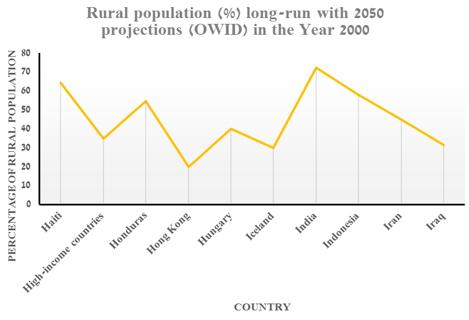 Rural population (%) long-run with 2050
projections (OWID) in the Year 2000
PERCENTAGE OF RURAL POPULATION
80
70
60
50
40
30
20
10
0
Haiti
High-income countries
Honduras
Hong Kong
Hungary
Iceland
India
Indonesia
Iran
Iraq
COUNTRY